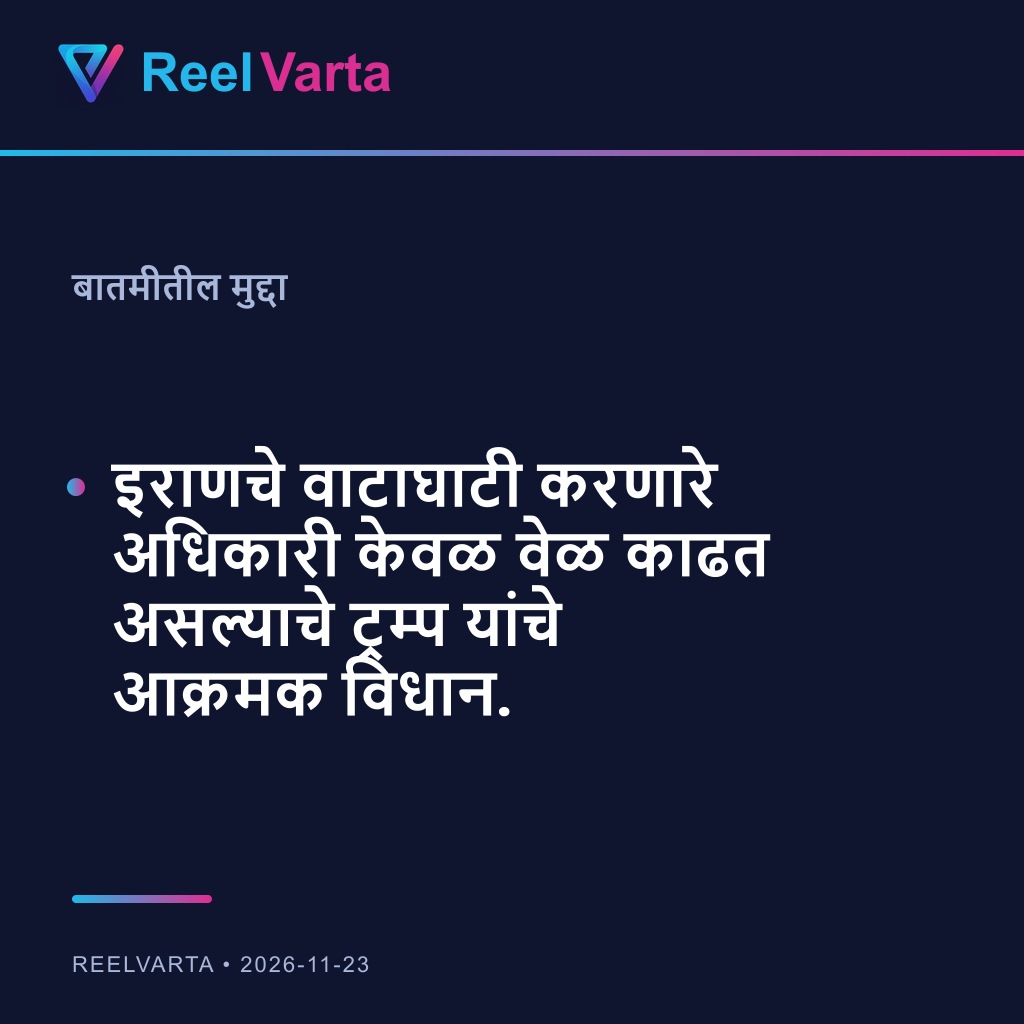 ReelVarta
बातमीतील मुद्दा
• इराणचे वाटाघाटी करणारे
अधिकारी केवळ वेळ काढत
असल्याचे ट्रम्प यांचे
आक्रमक विधान.
REELVARTA • 2026-11-23